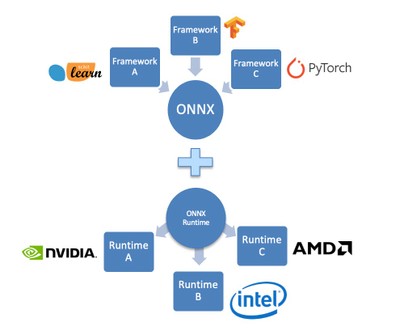 Framework
B
Framework
A
Framework
C
learn
PyTorch
ONNX
ONNX
Runtime
NVIDIA.
Runtime
A
Runtime
C
AMD
Runtime
B
intel